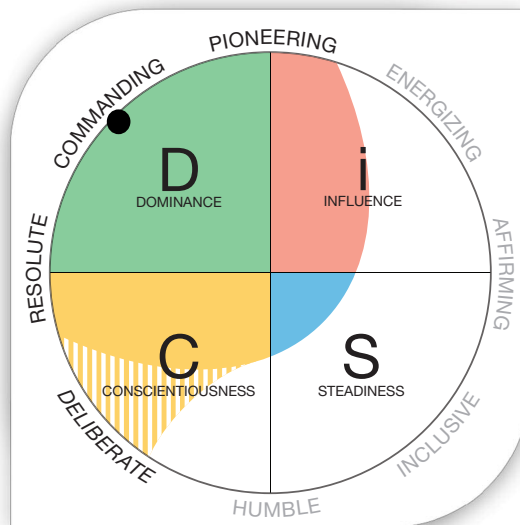 PIONEERING
COMMANDING
ENERGIZING
D
DOMINANCE
i
INFLUENCE
RESOLUTE
AFFIRMING
C
CONSCIENTIOUSNESS
S
STEADINESS
DELIBERATE
INCLUSIVE
HUMBLE